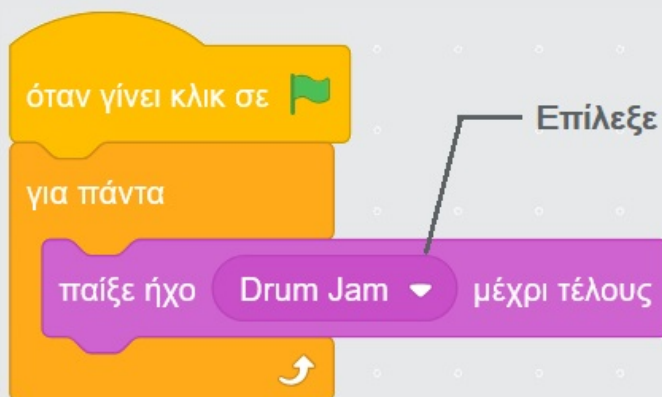 όταν γίνει κλικ σε
Επίλεξε
για πάντα
παίξε ήχο Drum Jam μέχρι τέλους